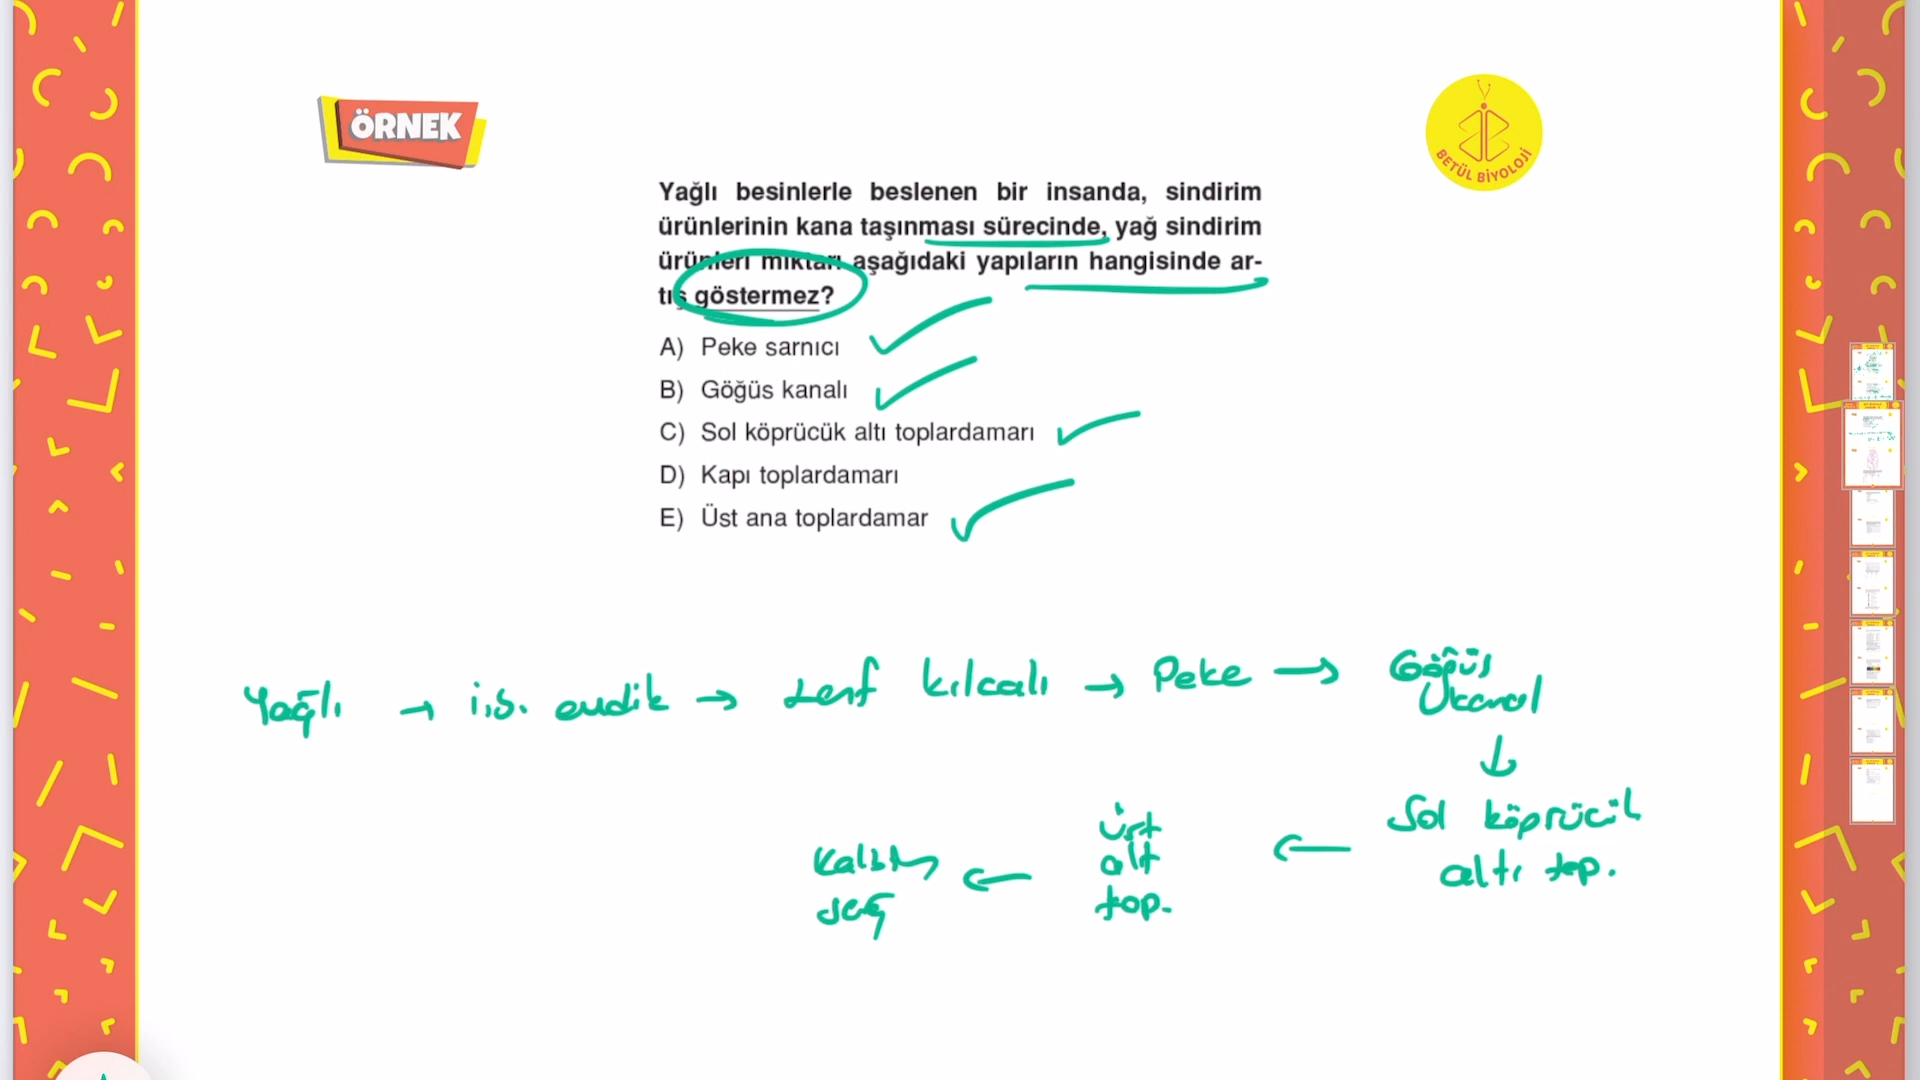 ÖRNEK
BETÜL BİYOLOJİ
Yağlı besinlerle beslenen bir insanda, sindirim
ürünlerinin kana taşınması sürecinde, yağ sindirim
ürünleri miktarı aşağıdaki yapıların hangisinde ar-
tış göstermez?
A) Peke sarnıcı
B) Göğüs kanalı
C) Sol köprücük altı toplardamarı
D) Kapı toplardamarı
E) Üst ana toplardamar
Yağlı → i.b. → Lenf kılcalı → Peke → Göğüs
kanal
↓
Sol köprücük
altı top.
← üst
alt
top.
← Kalbin
sağ